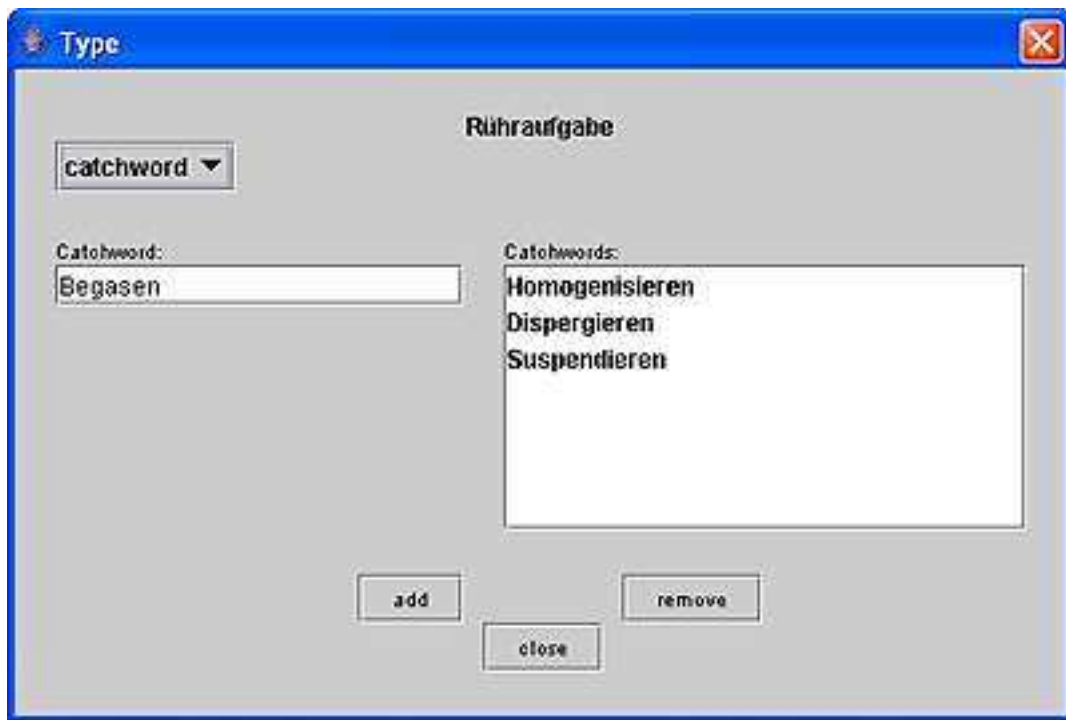 Type
Rühraufgabe
catchword
Catchword:
Catchwords:
Begasen
Homogenisieren
Dispergieren
Suspendieren
add
remove
close